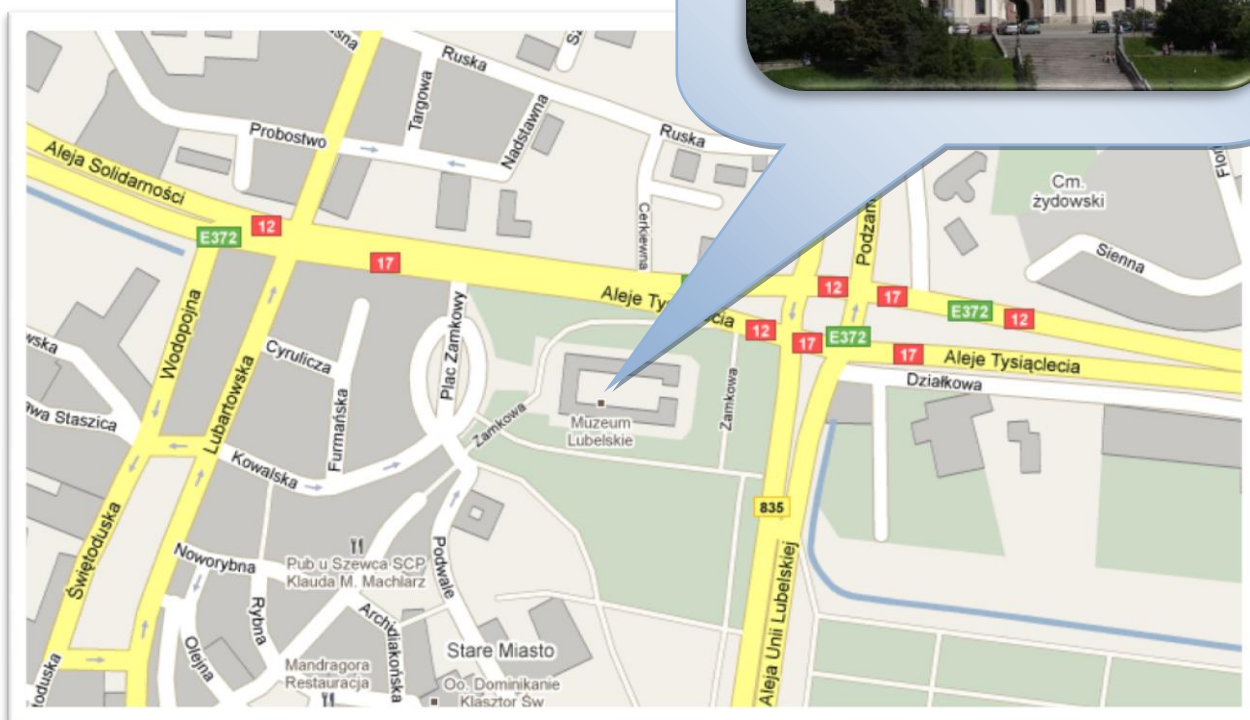 Ruska
Targowa
Probostwo
Nadstawna
Ruska
Cm.
żydowski
Aleja Solidarności
Cerkiewna
Sienna
12
E372
17
Aleje
12
17
E372
12
12
17
E372
17
Aleje Tysiąclecia
Działkowa
Wodopojna
Plac Zamkowy
Cyrulicza
Furmańska
Lubartowska
Zamkowa
Zamkowa
Muzeum
Lubelskie
Staszica
Kowalska
835
Świętoduska
Noworybna
Pub u Szewca SCP
Klauda M. Machlarz
Podwale
Rybna
Archidiakońska
Olejna
Aleja Unii Lubelskiej
Stare Miasto
Mandragora
Restauracja
Oo. Dominikanie
Klasztor Św